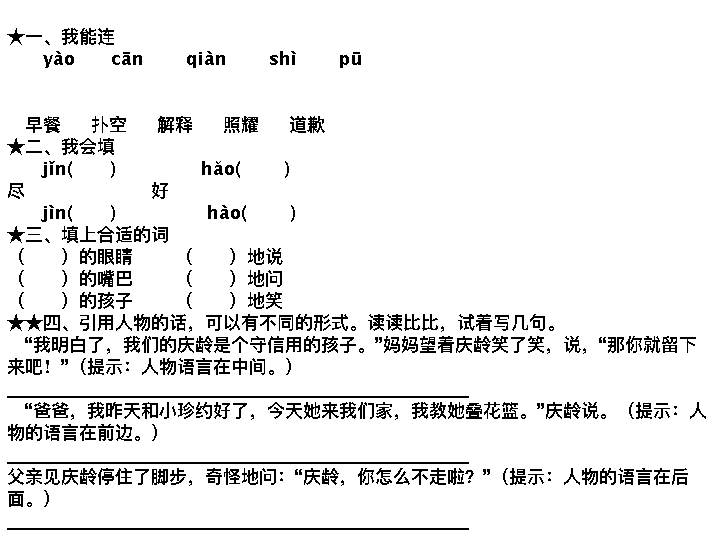 ★一、我能连
yào cān qiàn shì pū
早餐 扑空 解释 照耀 道歉
★二、我会填
jǐn( ) hǎo( )
尽 好
jìn( ) hào( )
★三、填上合适的词
( )的眼睛 ( )地说
( )的嘴巴 ( )地问
( )的孩子 ( )地笑
★★四、引用人物的话，可以有不同的形式。读读比比，试着写几句。
“我明白了，我们的庆龄是个守信用的孩子。”妈妈望着庆龄笑了笑，说，“那你就留下
来吧！”（提示：人物语言在中间。）
“爸爸，我昨天和小珍约好了，今天她来我们家，我教她叠花篮。”庆龄说。（提示：人
物的语言在前边。）
父亲见庆龄停住了脚步，奇怪地问：“庆龄，你怎么不走啦？”（提示：人物的语言在后
面。）